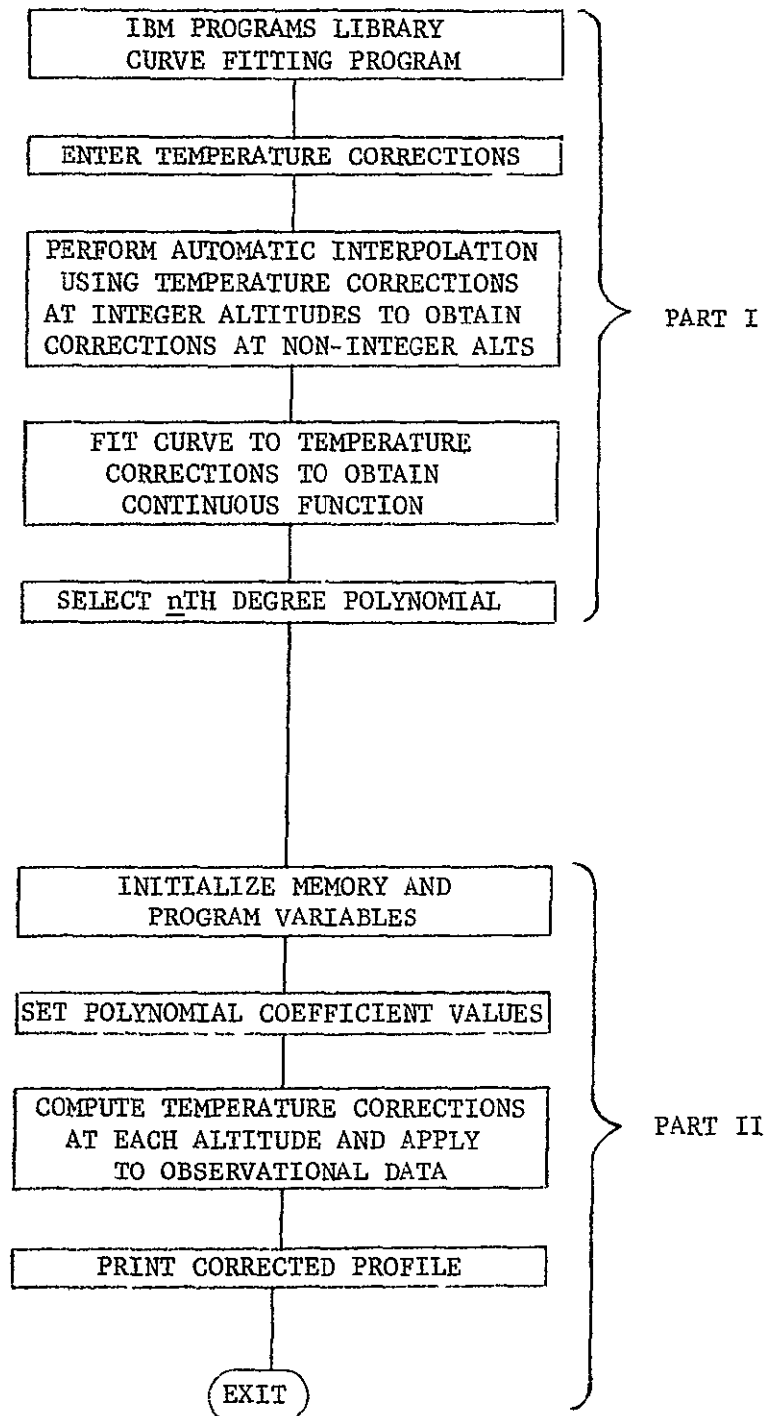 IBM PROGRAMS LIBRARY
CURVE FITTING PROGRAM
ENTER TEMPERATURE CORRECTIONS
PERFORM AUTOMATIC INTERPOLATION
USING TEMPERATURE CORRECTIONS
AT INTEGER ALTITUDES TO OBTAIN
CORRECTIONS AT NON-INTEGER ALTS
FIT CURVE TO TEMPERATURE
CORRECTIONS TO OBTAIN
CONTINUOUS FUNCTION
SELECT nTH DEGREE POLYNOMIAL
PART I
INITIALIZE MEMORY AND
PROGRAM VARIABLES
SET POLYNOMIAL COEFFICIENT VALUES
COMPUTE TEMPERATURE CORRECTIONS
AT EACH ALTITUDE AND APPLY
TO OBSERVATIONAL DATA
PRINT CORRECTED PROFILE
EXIT
PART II